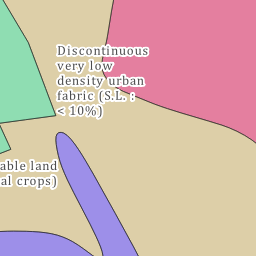 Discontinuous
very low
density urban
fabric (S.L. :
< 10%)
able land
al crops)